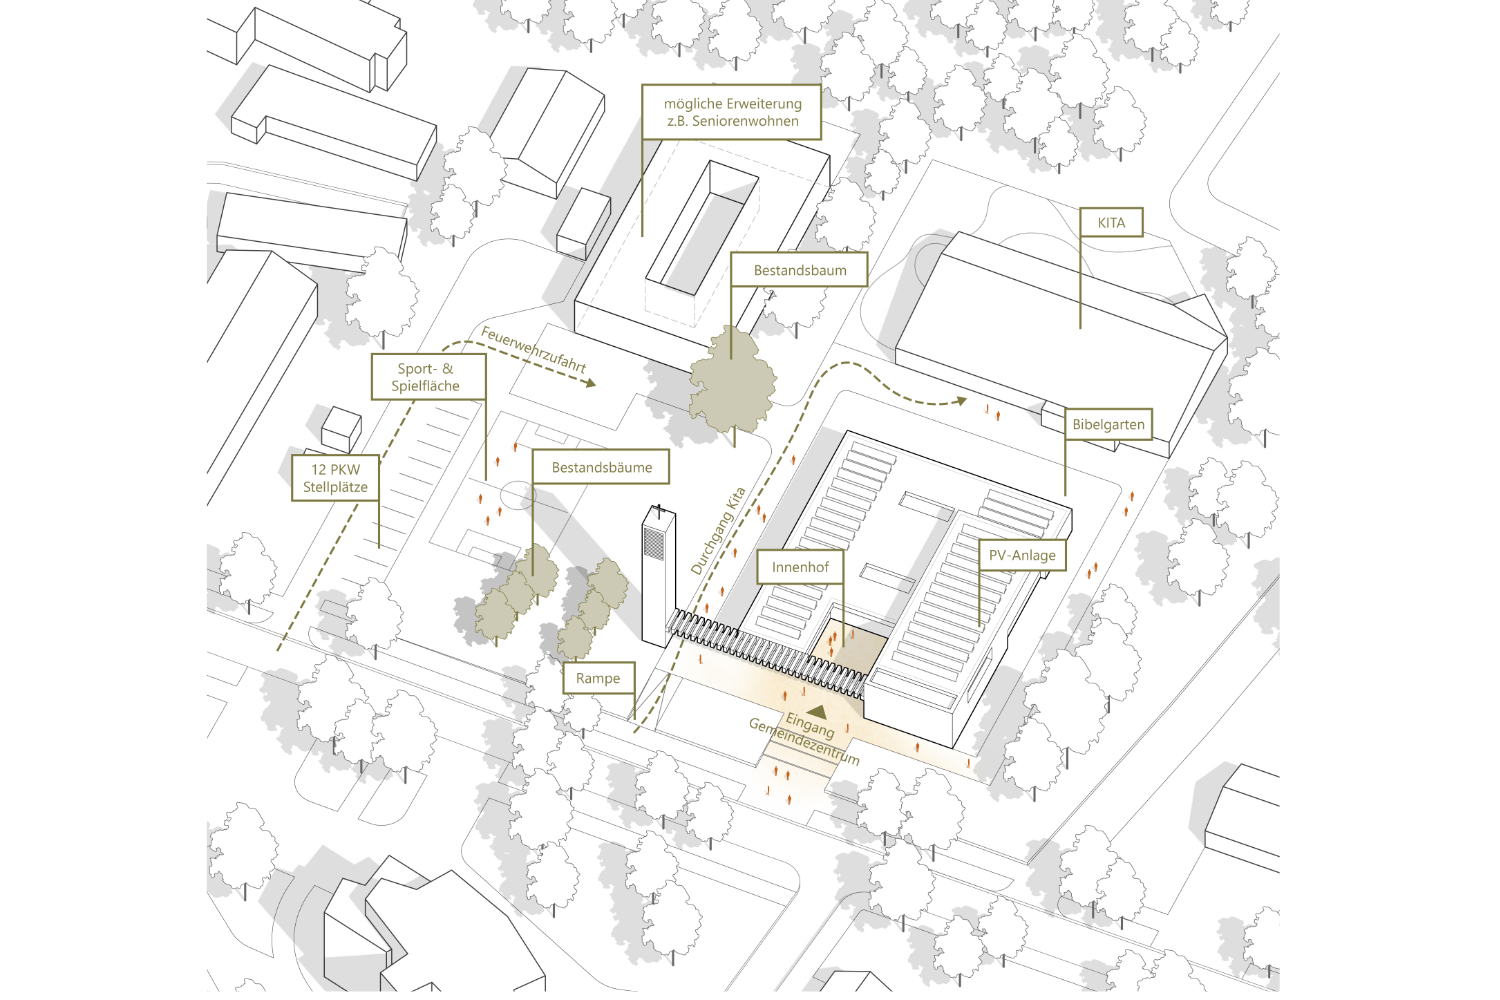 mögliche Erweiterung
z.B. Seniorenwohnen
KITA
Bestandsbaum
Feuerwehrzufahrt
Sport- &
Spielfläche
Bibelgarten
12 PKW
Stellplätze
Bestandsbäume
Durchgang Kita
Innenhof
PV-Anlage
Rampe
Eingang
Gemeindezentrum